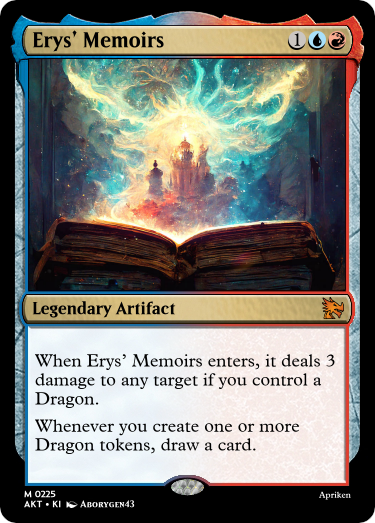 Erys' Memoirs 1
Legendary Artifact
When Erys' Memoirs enters, it deals 3
damage to any target if you control a
Dragon.
Whenever you create one or more
Dragon tokens, draw a card.
M 0225
Apriken
AKT • KI Aborygen43